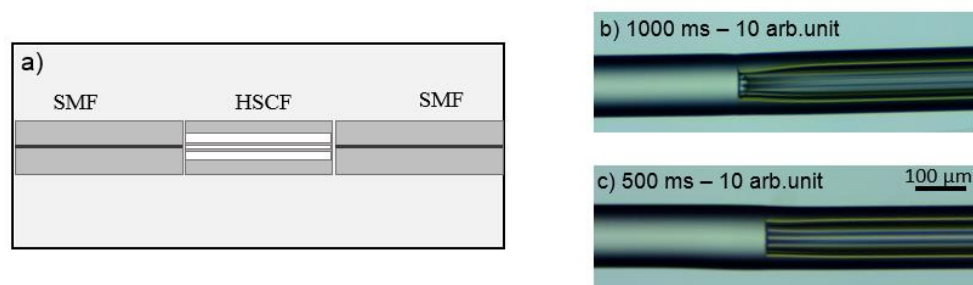 a)
SMF HSCF SMF
b) 1000 ms – 10 arb.unit
c) 500 ms – 10 arb.unit
100 µm